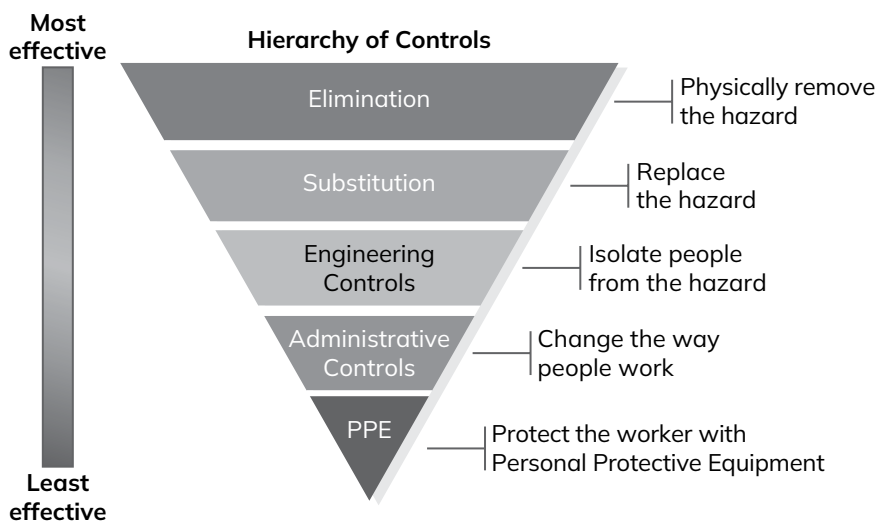 Most
effective
Hierarchy of Controls
Elimination
Physically remove
the hazard
Substitution
Replace
the hazard
Engineering
Controls
Isolate people
from the hazard
Administrative
Controls
Change the way
people work
PPE
Protect the worker with
Personal Protective Equipment
Least
effective